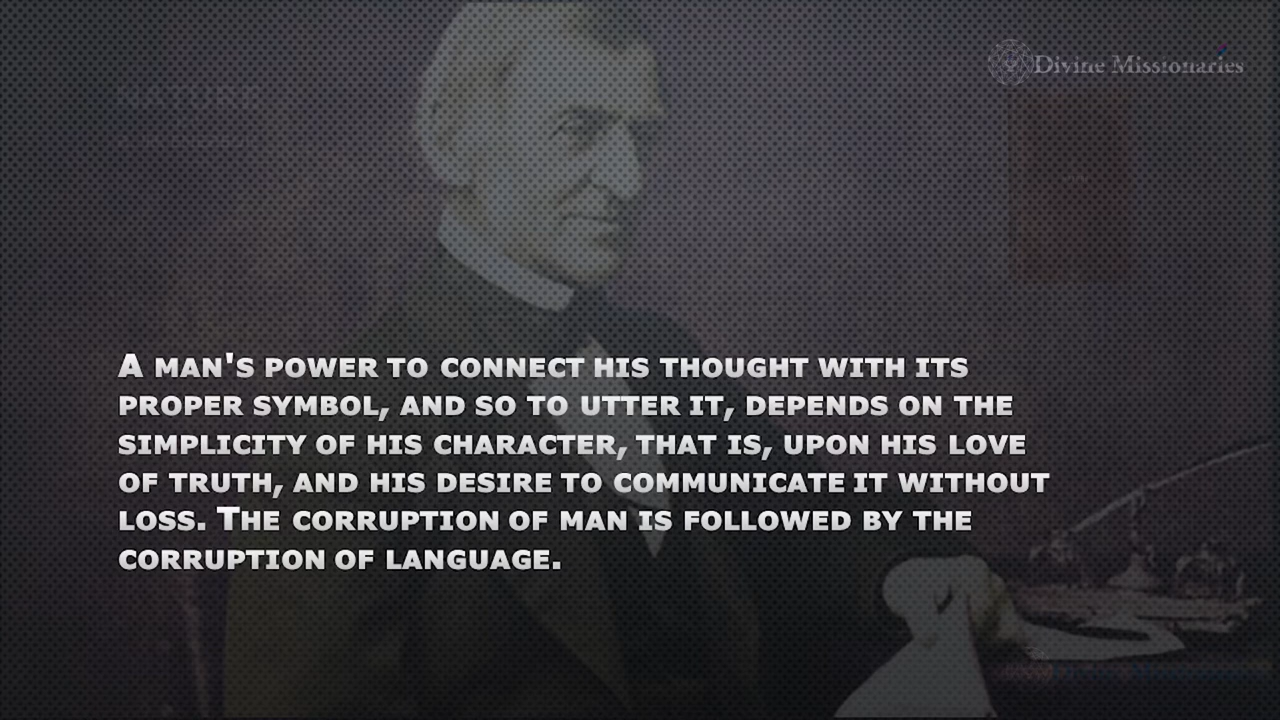 Divine Missionaries
NATURE
A MAN'S POWER TO CONNECT HIS THOUGHT WITH ITS
PROPER SYMBOL, AND SO TO UTTER IT, DEPENDS ON THE
SIMPLICITY OF HIS CHARACTER, THAT IS, UPON HIS LOVE
OF TRUTH, AND HIS DESIRE TO COMMUNICATE IT WITHOUT
LOSS. THE CORRUPTION OF MAN IS FOLLOWED BY THE
CORRUPTION OF LANGUAGE.